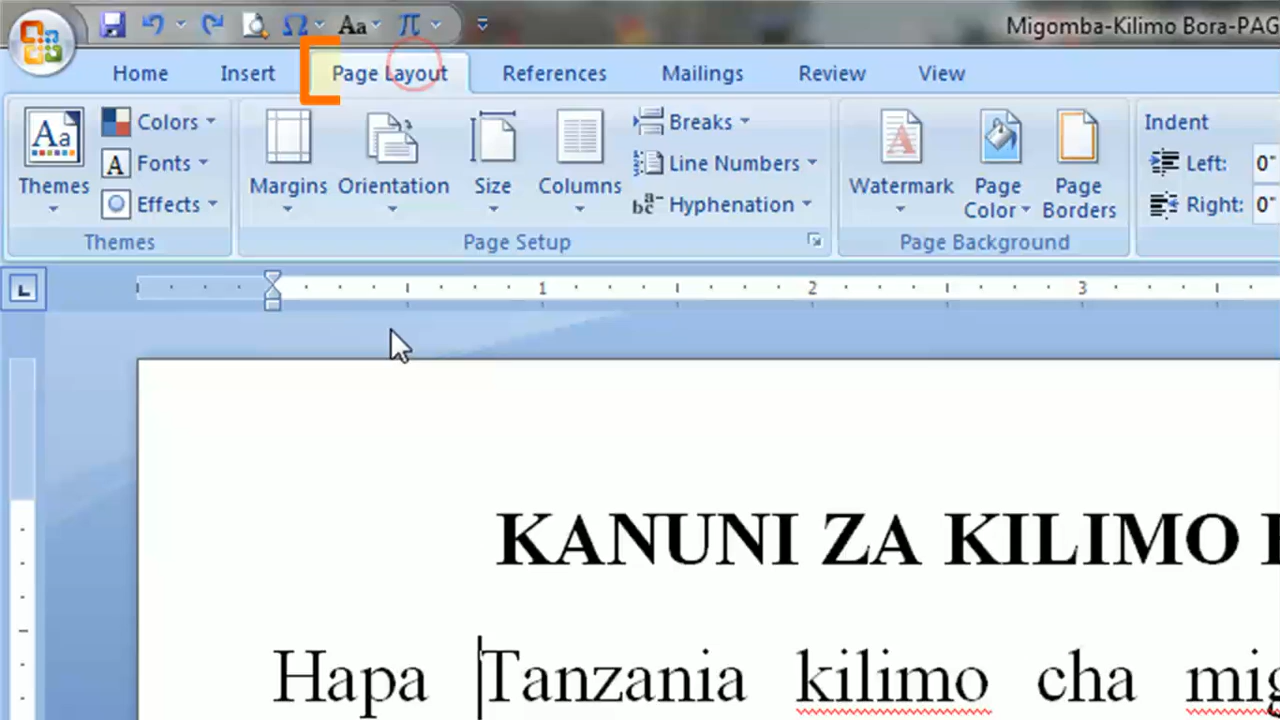 Migomba-Kilimo Bora-PAG
Home Insert Page Layout References Mailings Review View
Themes Colors Fonts Effects
Margins Orientation Size Columns Breaks Line Numbers Hyphenation
Watermark Page Color Page Borders
Indent
Left: 0"
Right: 0"
Themes Page Setup Page Background
1 2 3
KANUNI ZA KILIMO
Hapa Tanzania kilimo cha mig